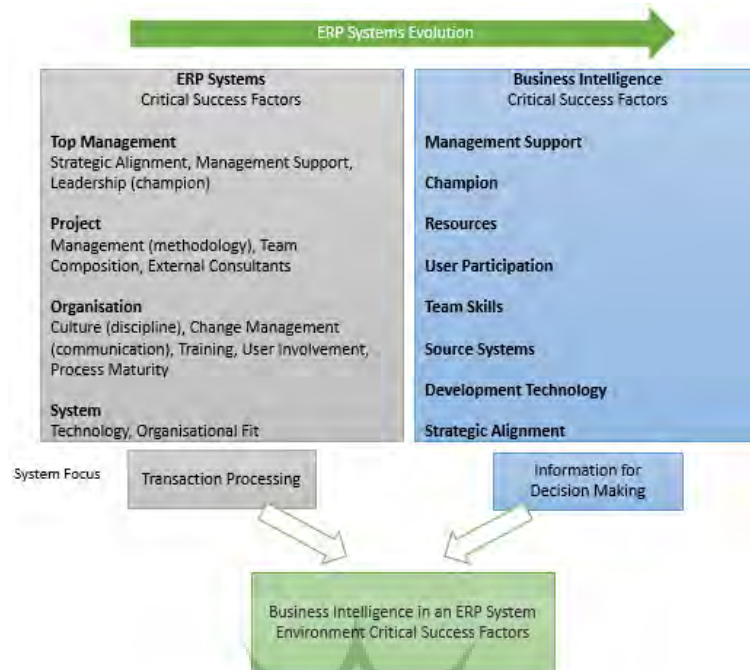 ERP Systems Evolution
ERP Systems
Critical Success Factors
Top Management
Strategic Alignment, Management Support,
Leadership (champion)
Project
Management (methodology), Team
Composition, External Consultants
Organisation
Culture (discipline), Change Management
(communication), Training, User Involvement,
Process Maturity
System
Technology, Organisational Fit
Business Intelligence
Critical Success Factors
Management Support
Champion
Resources
User Participation
Team Skills
Source Systems
Development Technology
Strategic Alignment
System Focus
Transaction Processing
Information for
Decision Making
Business Intelligence in an ERP System
Environment Critical Success Factors